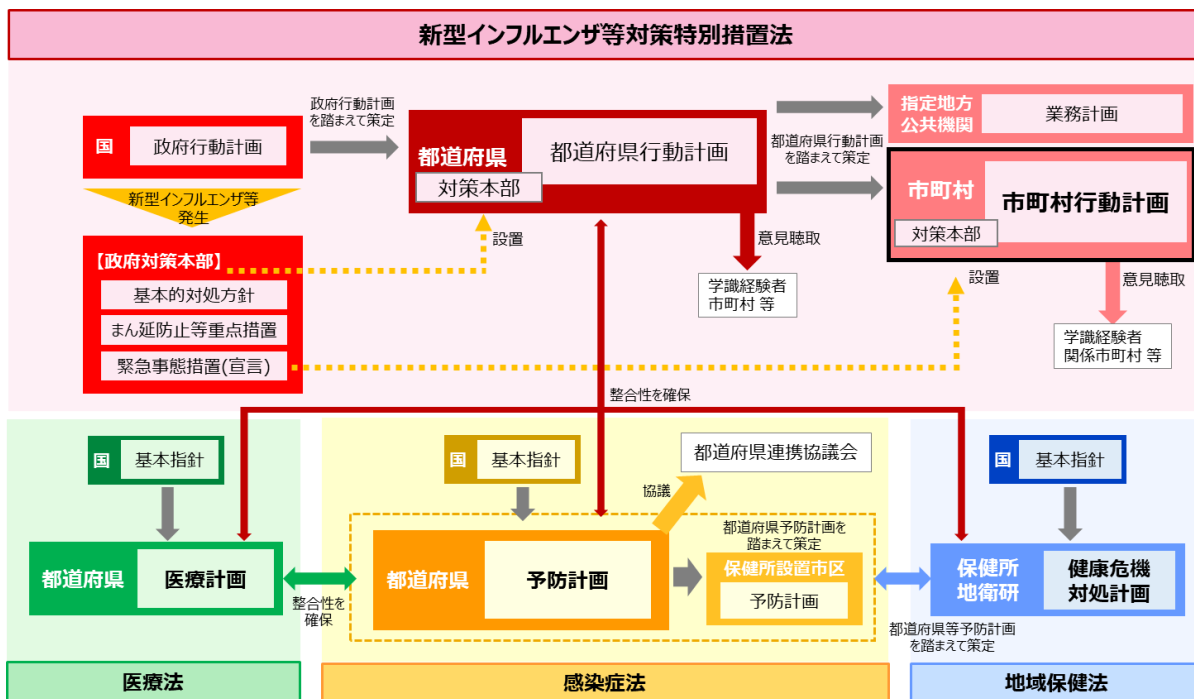 新型インフルエンザ等対策特別措置法
国
政府行動計画
政府行動計画
を踏まえて策定
都道府県
都道府県行動計画
対策本部
都道府県行動計画
を踏まえて策定
指定地方
公共機関
業務計画
市町村
市町村行動計画
対策本部
新型インフルエンザ等
発生
【政府対策本部】
基本的対処方針
まん延防止等重点措置
緊急事態措置(宣言)
設置
意見聴取
学識経験者
市町村 等
設置
意見聴取
学識経験者
関係市町村 等
整合性を確保
国
基本指針
都道府県
医療計画
整合性を
確保
医療法
国
基本指針
都道府県連携協議会
協議
都道府県
予防計画
都道府県予防計画を
踏まえて策定
保健所設置市区
予防計画
感染症法
国
基本指針
保健所
地衛研
健康危機
対処計画
都道府県等予防計画
を踏まえて策定
地域保健法